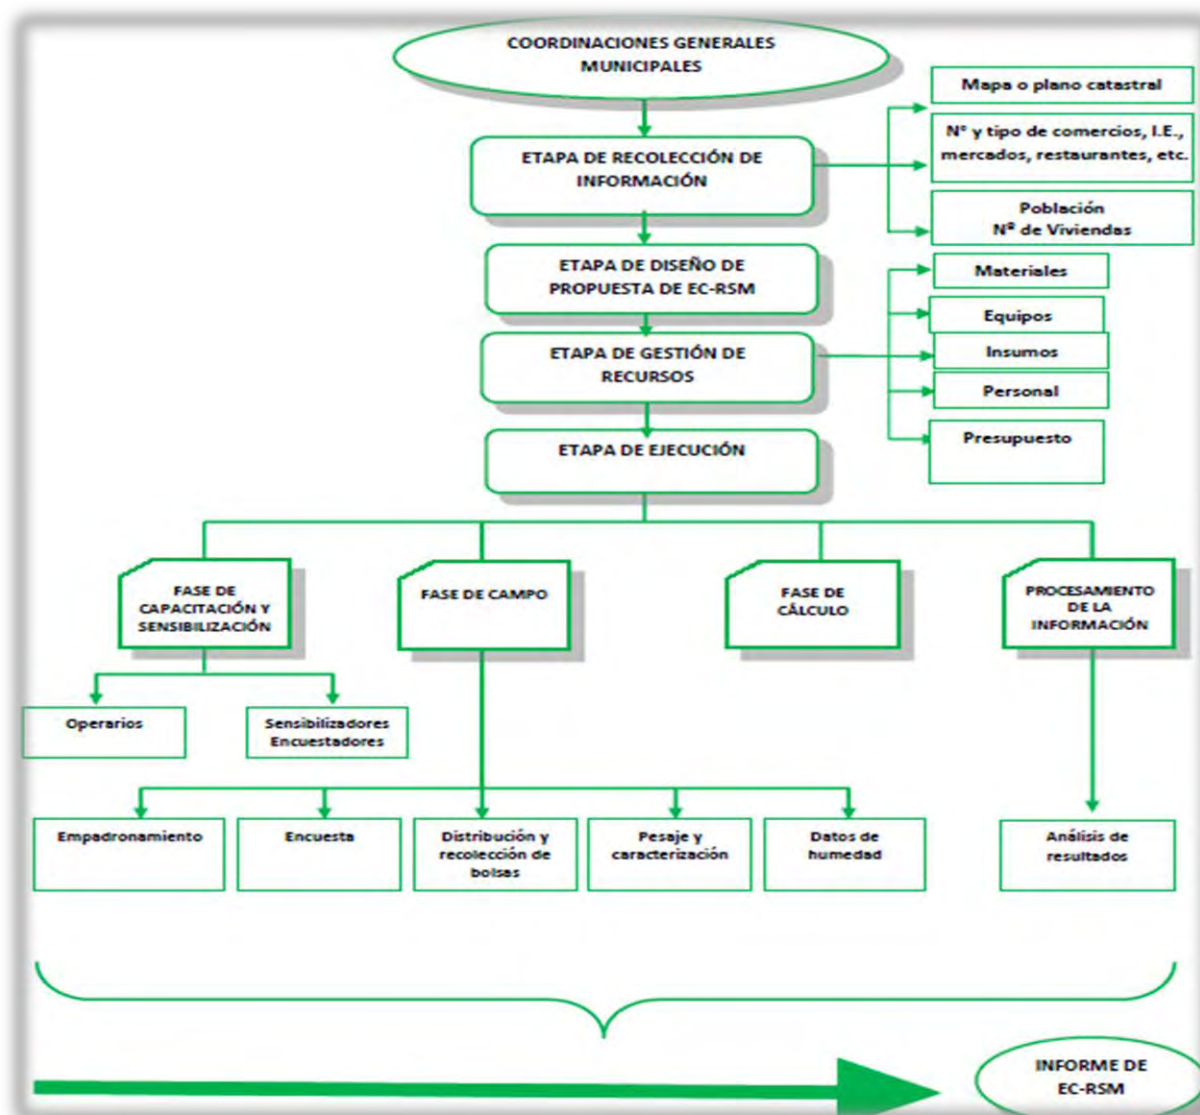 COORDINACIONES GENERALES
MUNICIPALES
Mapa o plano catastral
ETAPA DE RECOLECCIÓN DE
INFORMACIÓN
N° y tipo de comercios, I.E.,
mercados, restaurantes, etc.
Población
Nº de Viviendas
ETAPA DE DISEÑO DE
PROPUESTA DE EC-RSM
ETAPA DE GESTIÓN DE
RECURSOS
Materiales
Equipos
Insumos
Personal
Presupuesto
ETAPA DE EJECUCIÓN
FASE DE
CAPACITACIÓN Y
SENSIBILIZACIÓN
FASE DE CAMPO
FASE DE
CÁLCULO
PROCESAMIENTO
DE LA
INFORMACIÓN
Operarios
Sensibilizadores
Encuestadores
Empadronamiento
Encuesta
Distribución y
recolección de
bolsas
Pesaje y
caracterización
Datos de
humedad
Análisis de
resultados
INFORME DE
EC-RSM